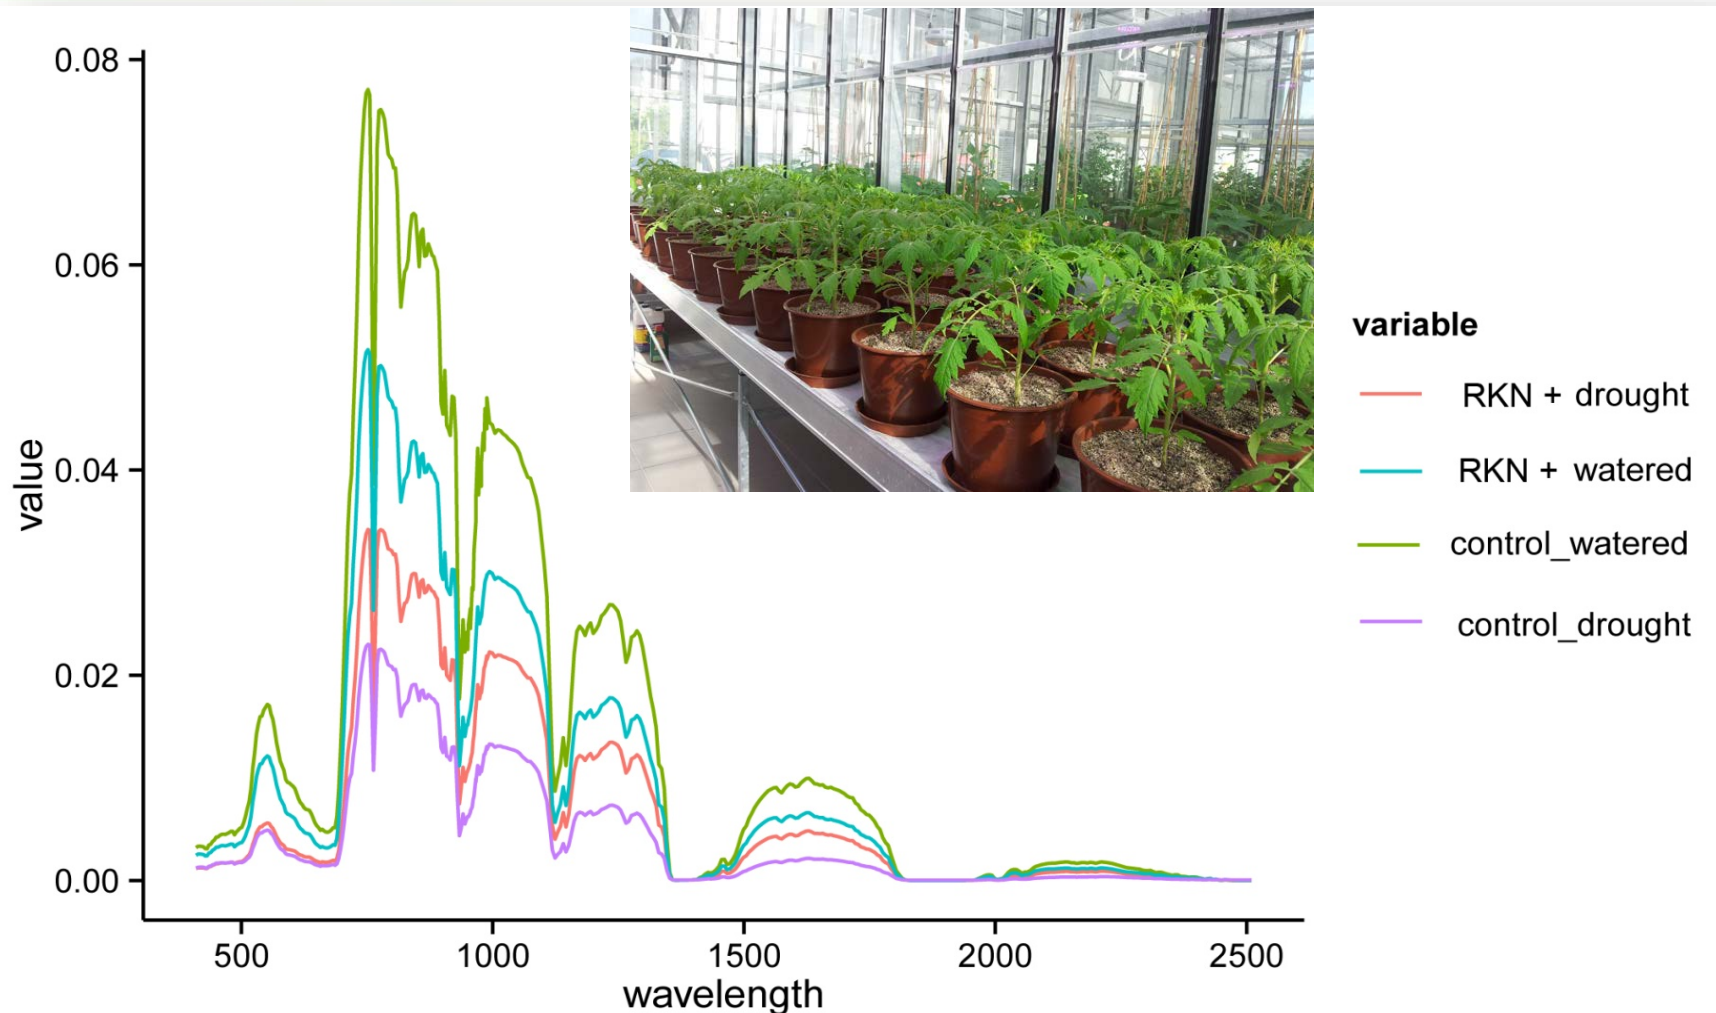 0.08
0.06
0.04
0.02
0.00
value
500 1000 1500 2000 2500
wavelength
variable
RKN + drought
RKN + watered
control_watered
control_drought